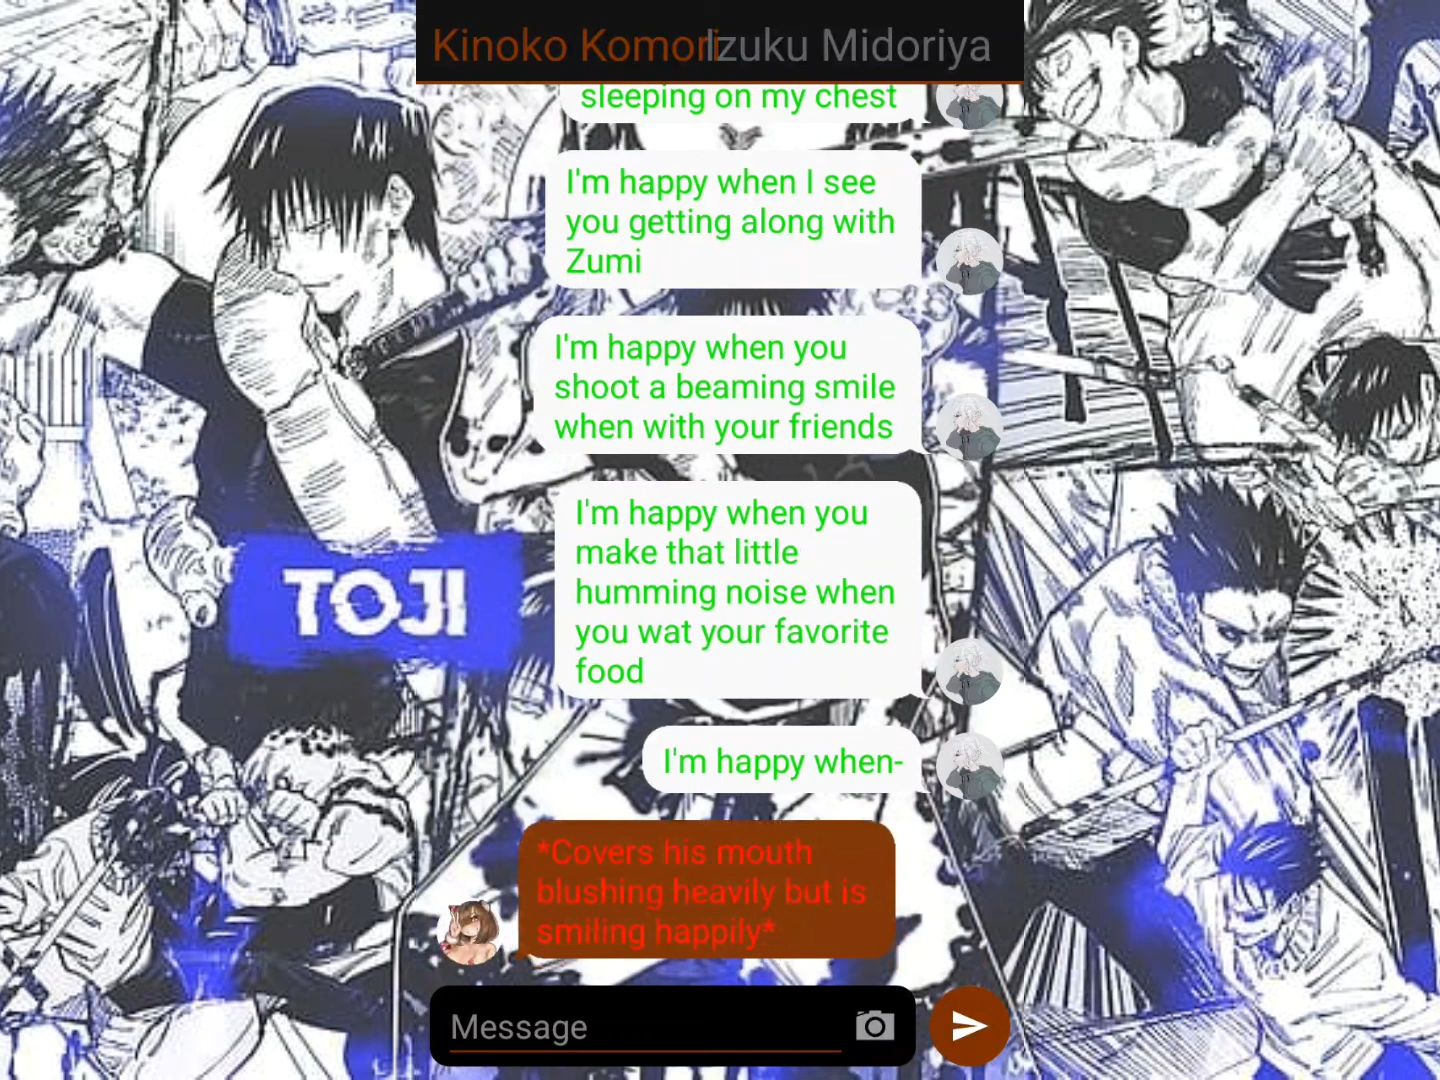 Kinoko Komori
Izuku Midoriya
sleeping on my chest
I'm happy when I see
you getting along with
Zumi
I'm happy when you
shoot a beaming smile
when with your friends
I'm happy when you
make that little
humming noise when
you wat your favorite
food
TOJI
I'm happy when-
*Covers his mouth
blushing heavily but is
smiling happily*
Message